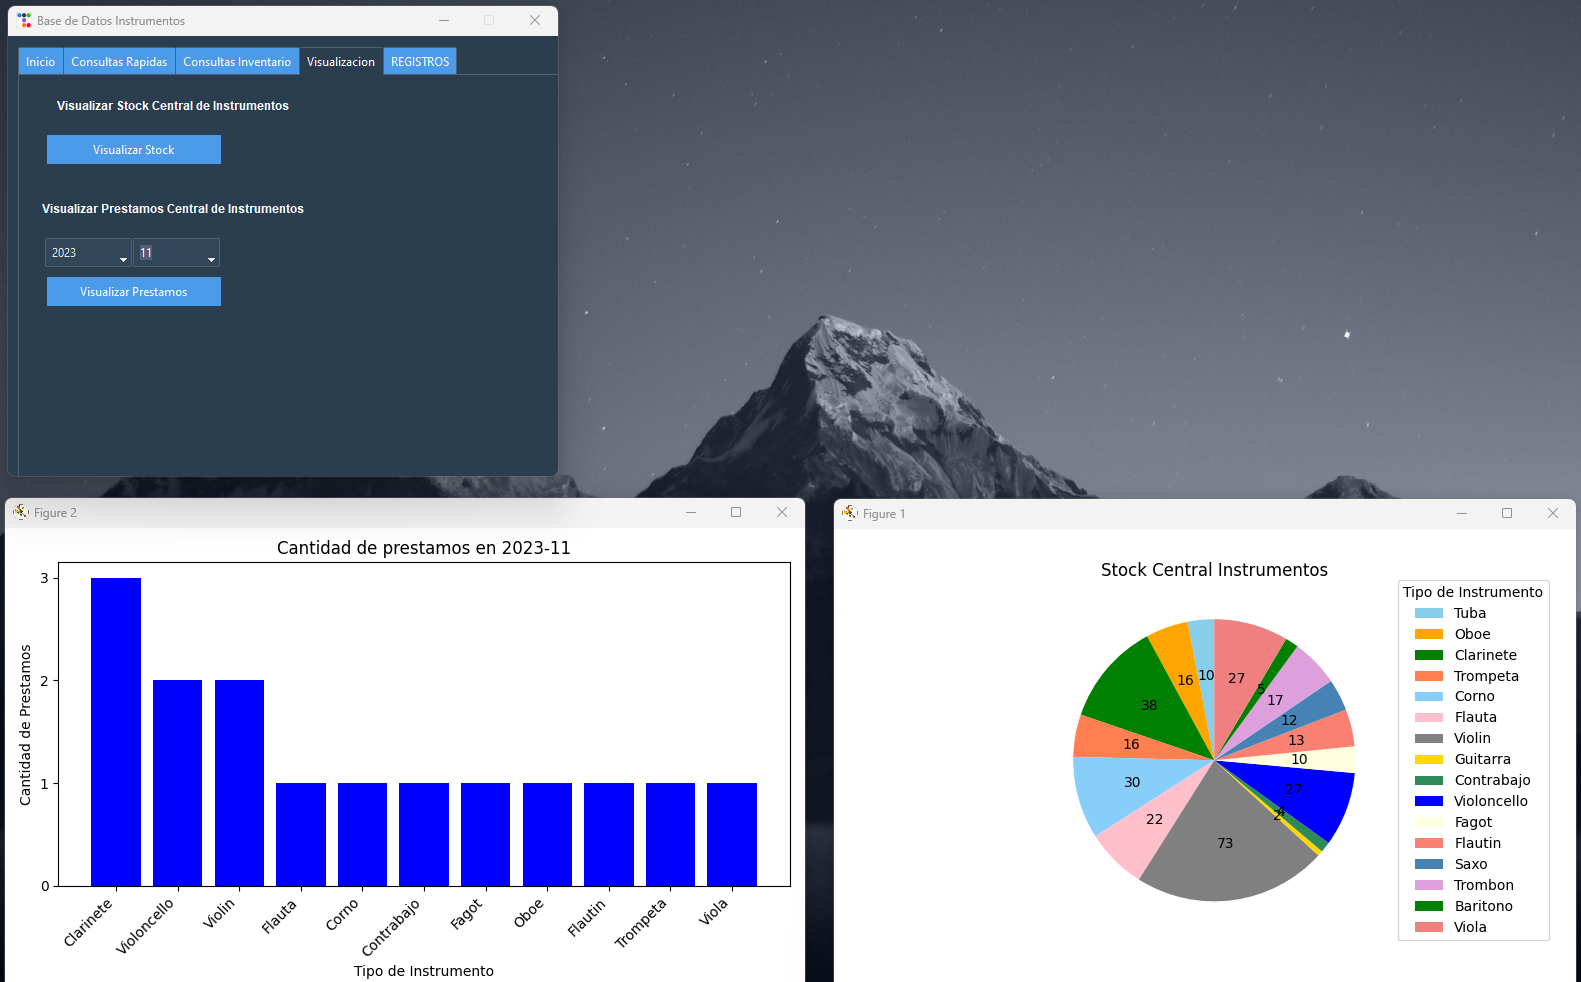 Base de Datos Instrumentos
Inicio Consultas Rapidas Consultas Inventario Visualizacion REGISTROS
Visualizar Stock Central de Instrumentos
Visualizar Stock
Visualizar Prestamos Central de Instrumentos
2023 11
Visualizar Prestamos
Figure 2
Cantidad de prestamos en 2023-11
Cantidad de Prestamos
3
2
1
0
Clarinete
Violoncello
Violin
Flauta
Corno
Contrabajo
Fagot
Oboe
Flautin
Trompeta
Viola
Tipo de Instrumento
Figure 1
Stock Central Instrumentos
10
16
38
16
30
22
73
2
4
27
10
13
12
17
5
27
Tipo de Instrumento
Tuba
Oboe
Clarinete
Trompeta
Corno
Flauta
Violin
Guitarra
Contrabajo
Violoncello
Fagot
Flautin
Saxo
Trombon
Baritono
Viola